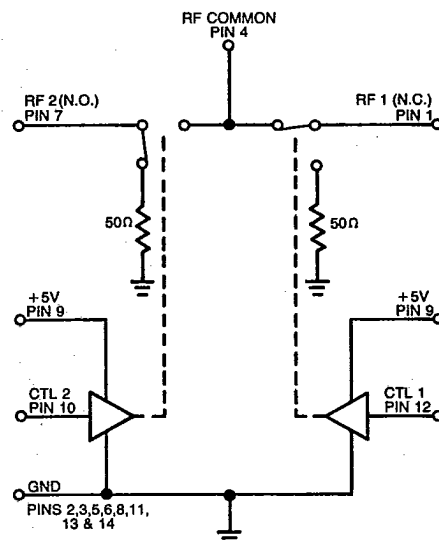 RF COMMON
PIN 4
RF 2 (N.O.)
PIN 7
RF 1 (N.C.)
PIN 1
50Ω
50Ω
+5V
PIN 9
+5V
PIN 9
CTL 2
PIN 10
CTL 1
PIN 12
GND
PINS 2,3,5,6,8,11,
13 & 14